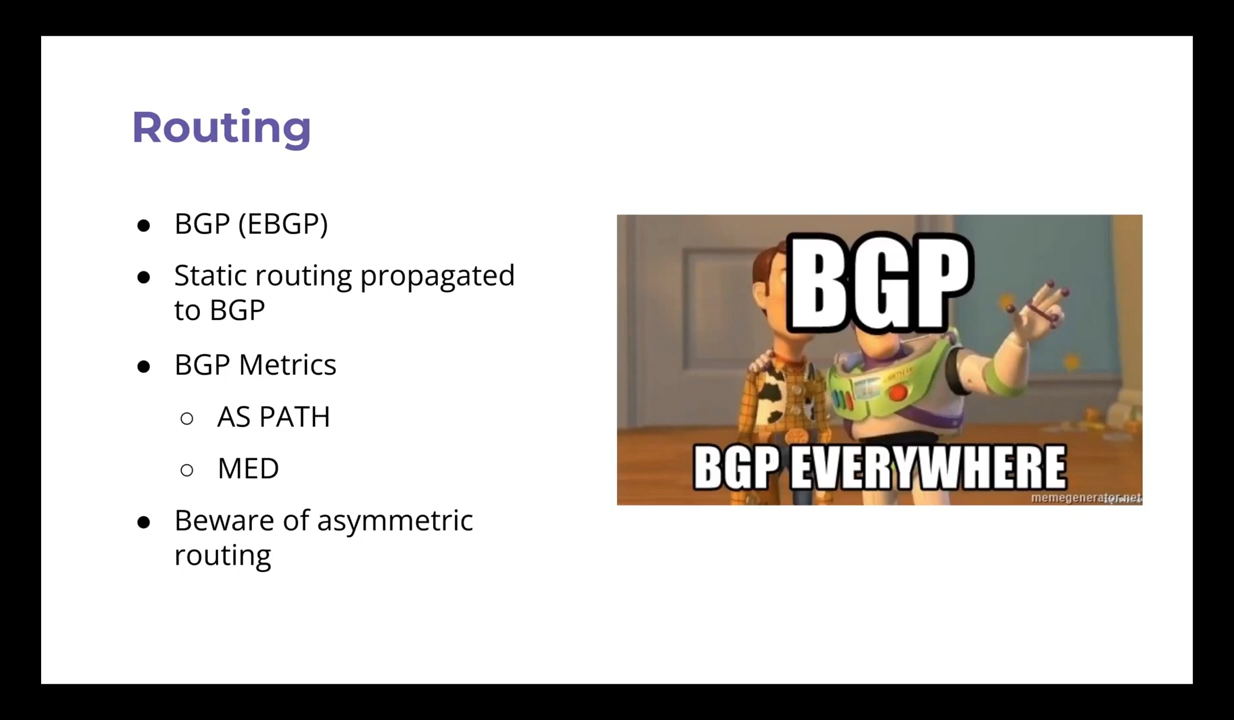 Routing
● BGP (EBGP)
● Static routing propagated
to BGP
● BGP Metrics
○ AS PATH
○ MED
● Beware of asymmetric
routing
BGP
BGP EVERYWHERE
memegenerator.net